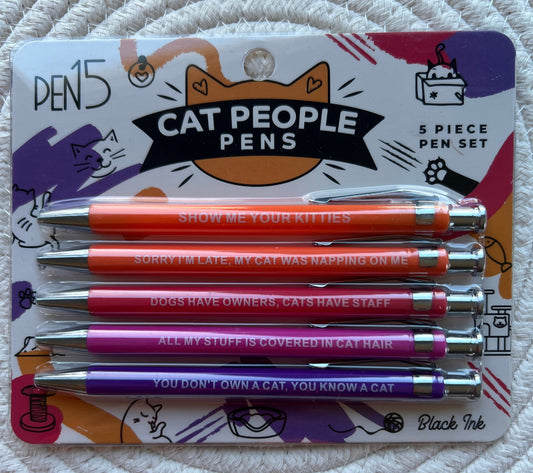 PEN15
CAT PEOPLE
PENS
5 PIECE
PEN SET
SHOW ME YOUR KITTIES
SORRY I'M LATE, MY CAT WAS NAPPING ON ME
DOGS HAVE OWNERS, CATS HAVE STAFF
ALL MY STUFF IS COVERED IN CAT HAIR
YOU DON'T OWN A CAT, YOU KNOW A CAT
Black Ink